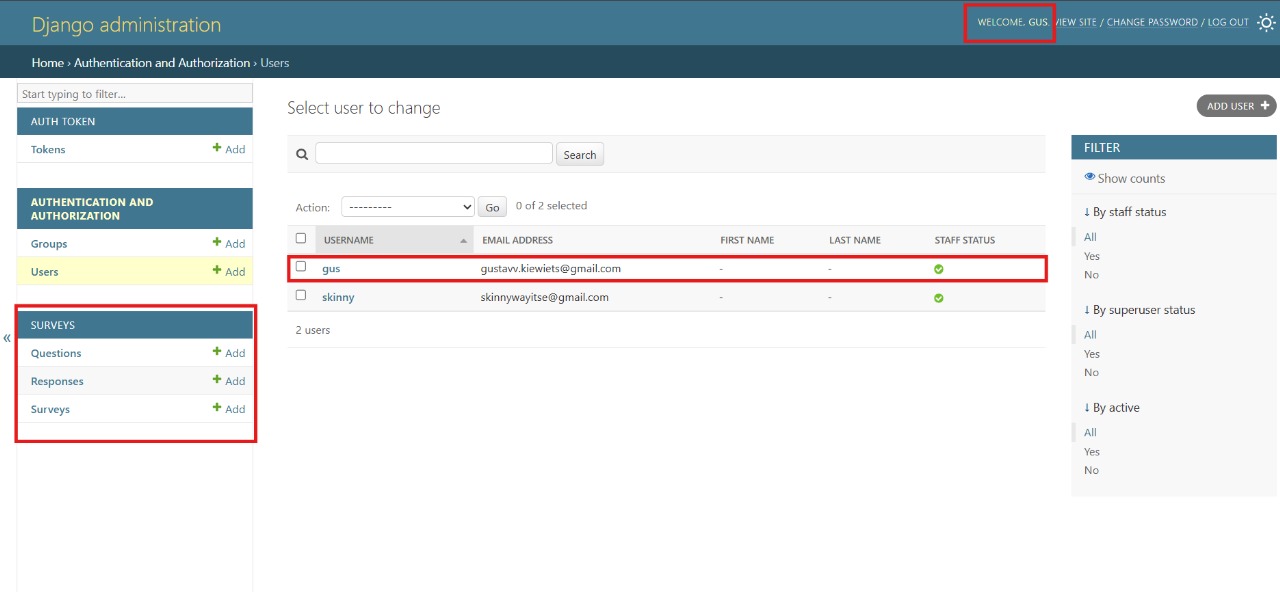 Django administration
WELCOME, GUS. VIEW SITE / CHANGE PASSWORD / LOG OUT
Home › Authentication and Authorization › Users
Start typing to filter...
AUTH TOKEN
Tokens + Add
AUTHENTICATION AND
AUTHORIZATION
Groups + Add
Users + Add
SURVEYS
Questions + Add
Responses + Add
Surveys + Add
«
Select user to change
ADD USER +
Search
Action: --------- Go 0 of 2 selected
USERNAME EMAIL ADDRESS FIRST NAME LAST NAME STAFF STATUS
gus gustavv.kiewiets@gmail.com - -
skinny skinnywayitse@gmail.com - -
2 users
FILTER
Show counts
↓ By staff status
All
Yes
No
↓ By superuser status
All
Yes
No
↓ By active
All
Yes
No